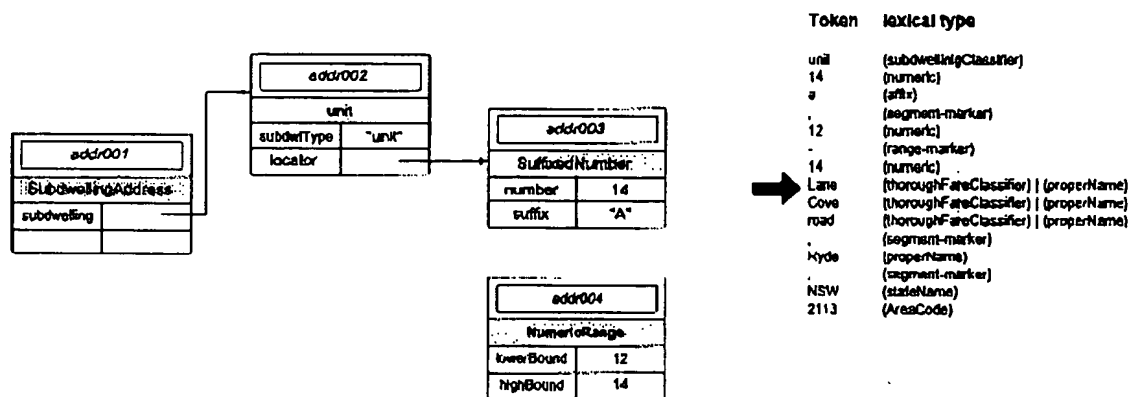 addr001
SubdwellingAddress
subdwelling
addr002
unit
subdwlType "unit"
locator
addr003
SuffixedNumber
number 14
suffix "A"
addr004
NumericRange
lowerBound 12
highBound 14
Token lexical type
unit (subdwellingClassifier)
14 (numeric)
a (affix)
, (segment-marker)
12 (numeric)
- (range-marker)
14 (numeric)
Lane (thoroughFareClassifier) | (properName)
Cove (thoroughFareClassifier) | (properName)
road (thoroughFareClassifier) | (properName)
, (segment-marker)
Ryde (properName)
, (segment-marker)
NSW (stateName)
2113 (AreaCode)